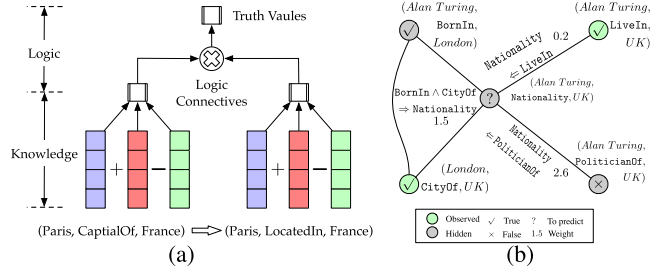 (a)
Truth Vaules
Logic
Logic
Connectives
Knowledge
+
−
+
−
(Paris, CaptialOf, France)
(Paris, LocatedIn, France)
(b)
(Alan Turing,
BornIn,
London)
(Alan Turing,
LiveIn,
UK)
Nationality
⇐ LiveIn
0.2
(Alan Turing,
Nationality, UK)
?
BornIn ∧ CityOf
⇒ Nationality
1.5
Nationality
⇐ PoliticianOf
2.6
(Alan Turing,
PoliticianOf,
UK)
×
(London,
CityOf, UK)
✓
✓
✓
Observed ✓ True ? To predict
Hidden × False 1.5 Weight